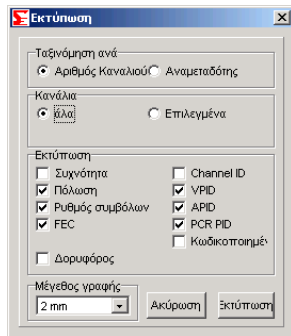 Εκτύπωση
Ταξινόμηση ανά
Αριθμός Καναλιού Αναμεταδότης
Κανάλια
άλα Επιλεγμένα
Εκτύπωση
Συχνότητα Channel ID
Πόλωση VPID
Ρυθμός συμβόλων APID
FEC PCR PID
Κωδικοποιημέν
Δορυφόρος
Μέγεθος γραφής
2 mm Ακύρωση Εκτύπωση